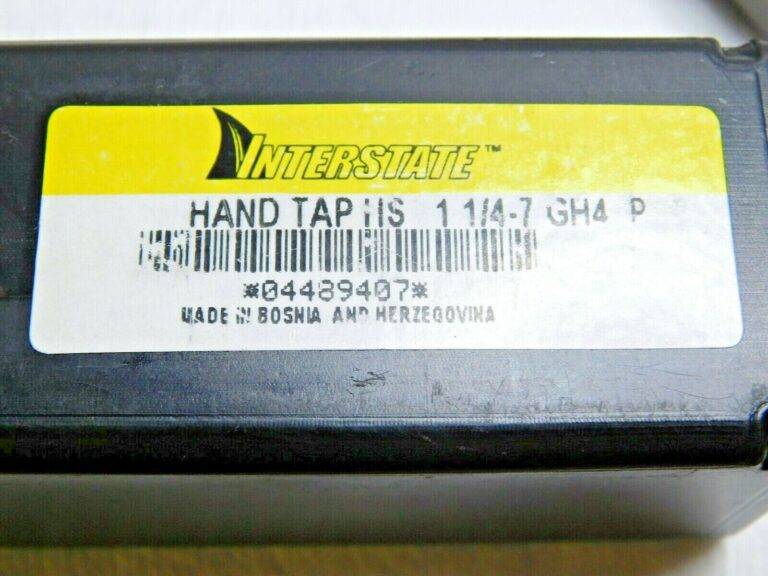 INTERSTATE™
HAND TAP HS 1 1/4-7 GH4 P
*04489407*
MADE IN BOSNIA AND HERZEGOVINA